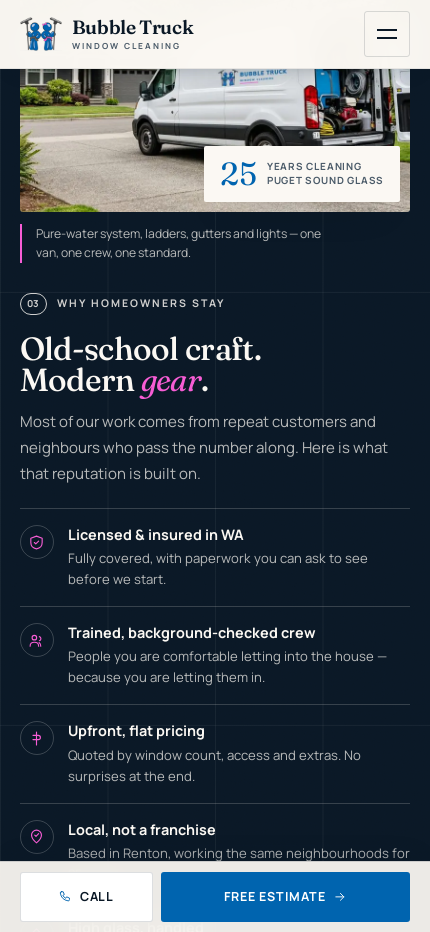 Bubble Truck
WINDOW CLEANING
BUBBLE TRUCK
25
YEARS CLEANING
PUGET SOUND GLASS
Pure-water system, ladders, gutters and lights — one
van, one crew, one standard.
03 WHY HOMEOWNERS STAY
Old-school craft.
Modern gear.
Most of our work comes from repeat customers and
neighbours who pass the number along. Here is what
that reputation is built on.
Licensed & insured in WA
Fully covered, with paperwork you can ask to see
before we start.
Trained, background-checked crew
People you are comfortable letting into the house —
because you are letting them in.
Upfront, flat pricing
Quoted by window count, access and extras. No
surprises at the end.
Local, not a franchise
Based in Renton, working the same neighbourhoods for
CALL
FREE ESTIMATE